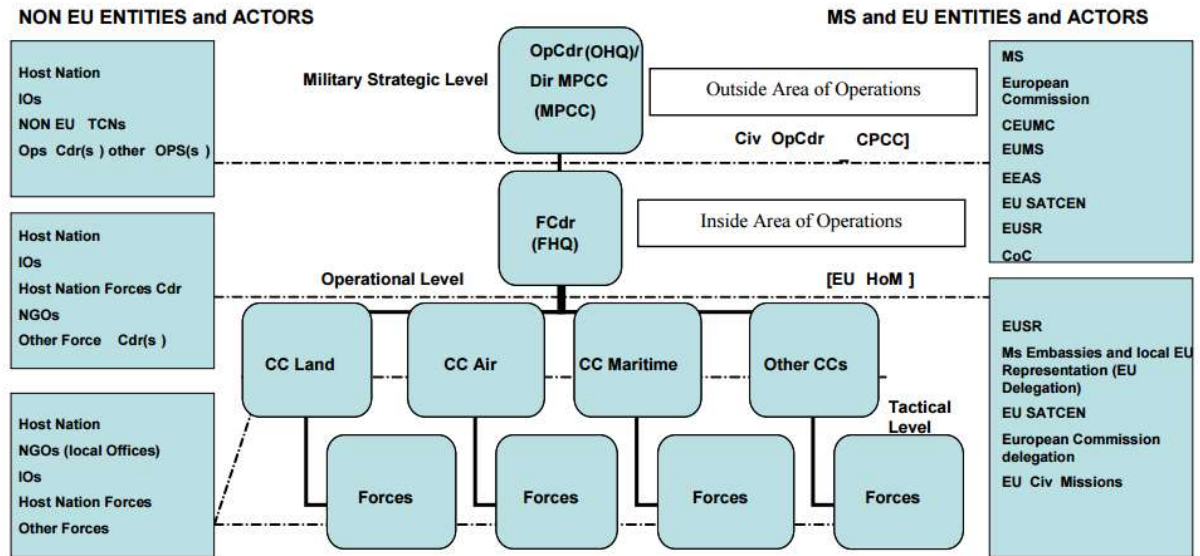 NON EU ENTITIES and ACTORS
MS and EU ENTITIES and ACTORS
Host Nation
IOs
NON EU TCNs
Ops Cdr(s ) other OPS(s )
Military Strategic Level
OpCdr (OHQ)/
Dir MPCC
(MPCC)
Outside Area of Operations
Civ OpCdr _ CPCC]
MS
European
Commission
CEUMC
EUMS
EEAS
EU SATCEN
EUSR
CoC
Host Nation
IOs
Host Nation Forces Cdr
NGOs
Other Force Cdr(s )
FCdr
(FHQ)
Inside Area of Operations
Operational Level
[EU HoM ]
CC Land
CC Air
CC Maritime
Other CCs
Tactical
Level
EUSR
Ms Embassies and local EU
Representation (EU
Delegation)
EU SATCEN
European Commission
delegation
EU Civ Missions
Host Nation
NGOs (local Offices)
IOs
Host Nation Forces
Other Forces
Forces
Forces
Forces
Forces